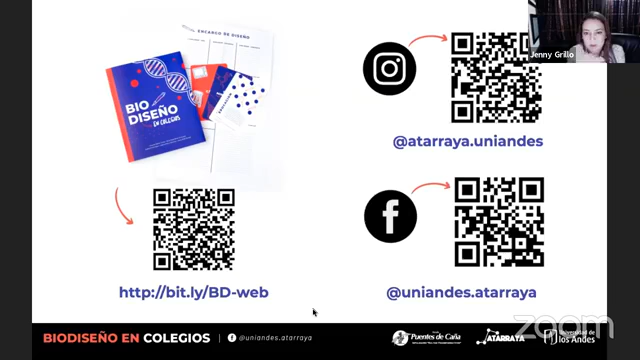 ENCARGO DE DISEÑO
BIO
DISEÑO
EN COLEGIOS
http://bit.ly/BD-web
Jenny Grillo
@atarraya.uniandes
@uniandes.atarraya
BIODISEÑO EN COLEGIOS
@uniandes.atarraya
Puentes de Caña
ATARRAYA
Universidad de
los Andes
zoom